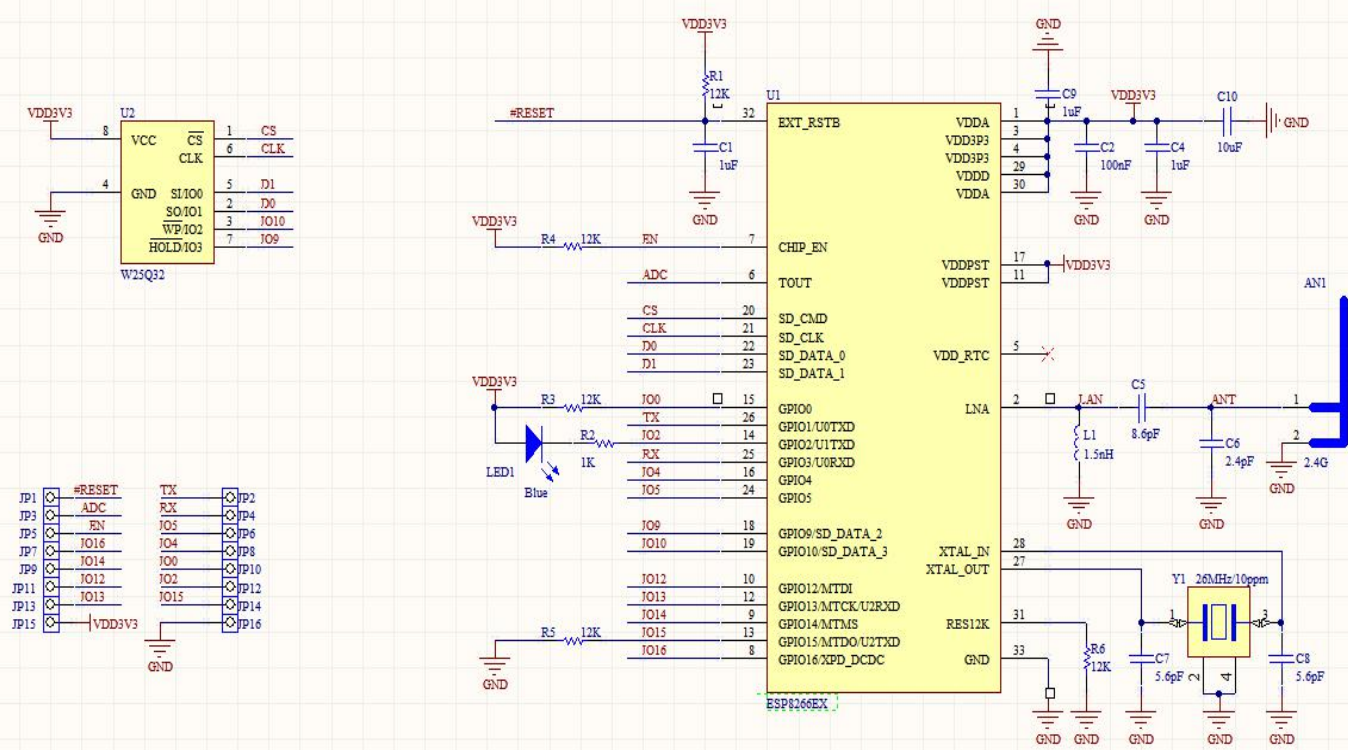 VDD3V3
U2
8
VCC
CS
1
CS
CLK
6
CLK
4
GND
SI/IO0
5
D1
SO/IO1
2
D0
WP/IO2
3
JO10
HOLD/IO3
7
JO9
GND
W25Q32
JP1
#RESET
JP3
ADC
JP5
EN
JP7
JO16
JP9
JO14
JP11
JO12
JP13
JO13
JP15
VDD3V3
TX
JP2
RX
JP4
JO5
JP6
JO4
JP8
JO0
JP10
JO2
JP12
JO15
JP14
JP16
GND
VDD3V3
R1
12K
#RESET
C1
1uF
GND
VDD3V3
R4
12K
EN
ADC
CS
CLK
D0
D1
VDD3V3
R3
12K
JO0
TX
R2
1K
JO2
LED1
Blue
RX
JO4
JO5
JO9
JO10
JO12
JO13
JO14
R5
12K
JO15
JO16
GND
U1
32
EXT_RSTB
7
CHIP_EN
6
TOUT
20
SD_CMD
21
SD_CLK
22
SD_DATA_0
23
SD_DATA_1
15
GPIO0
26
GPIO1/U0TXD
14
GPIO2/U1TXD
25
GPIO3/U0RXD
16
GPIO4
24
GPIO5
18
GPIO9/SD_DATA_2
19
GPIO10/SD_DATA_3
10
GPIO12/MTDI
12
GPIO13/MTCK/U2RXD
9
GPIO14/MTMS
13
GPIO15/MTDO/U2TXD
8
GPIO16/XPD_DCDC
ESP8266EX
VDDA
1
VDD3P3
3
VDD3P3
4
VDDD
29
VDDA
30
VDDPST
17
VDDPST
11
VDD_RTC
5
LNA
2
XTAL_IN
28
XTAL_OUT
27
RES12K
31
GND
33
GND
C9
1uF
VDD3V3
C10
10uF
GND
C2
100nF
C4
1uF
GND
GND
VDD3V3
LAN
C5
8.6pF
ANT
L1
1.5nH
C6
2.4pF
GND
GND
AN1
1
2
2.4G
GND
Y1
26MHz/10ppm
1
3
2
4
R6
12K
C7
5.6pF
C8
5.6pF
GND
GND
GND
GND
GND